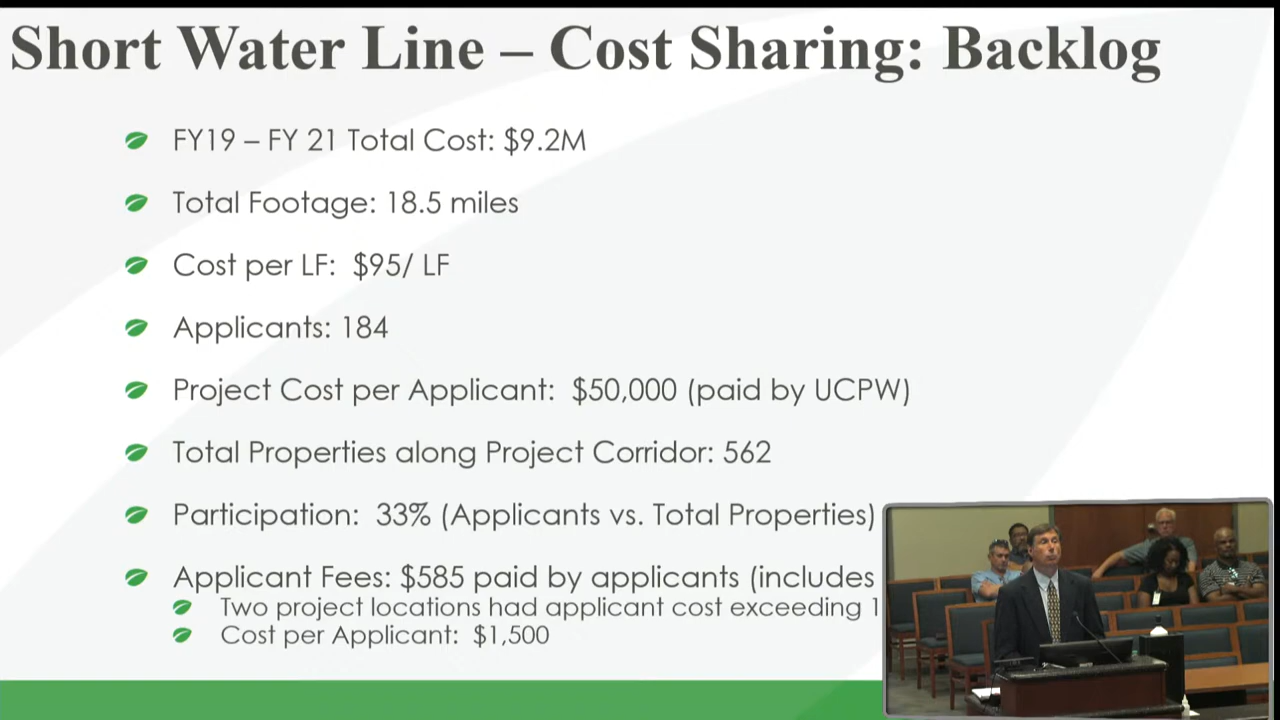 Short Water Line – Cost Sharing: Backlog
FY19 – FY 21 Total Cost: $9.2M
Total Footage: 18.5 miles
Cost per LF:  $95/ LF
Applicants: 184
Project Cost per Applicant:  $50,000 (paid by UCPW)
Total Properties along Project Corridor: 562
Participation:  33% (Applicants vs. Total Properties)
Applicant Fees: $585 paid by applicants (includes
Two project locations had applicant cost exceeding 1
Cost per Applicant:  $1,500